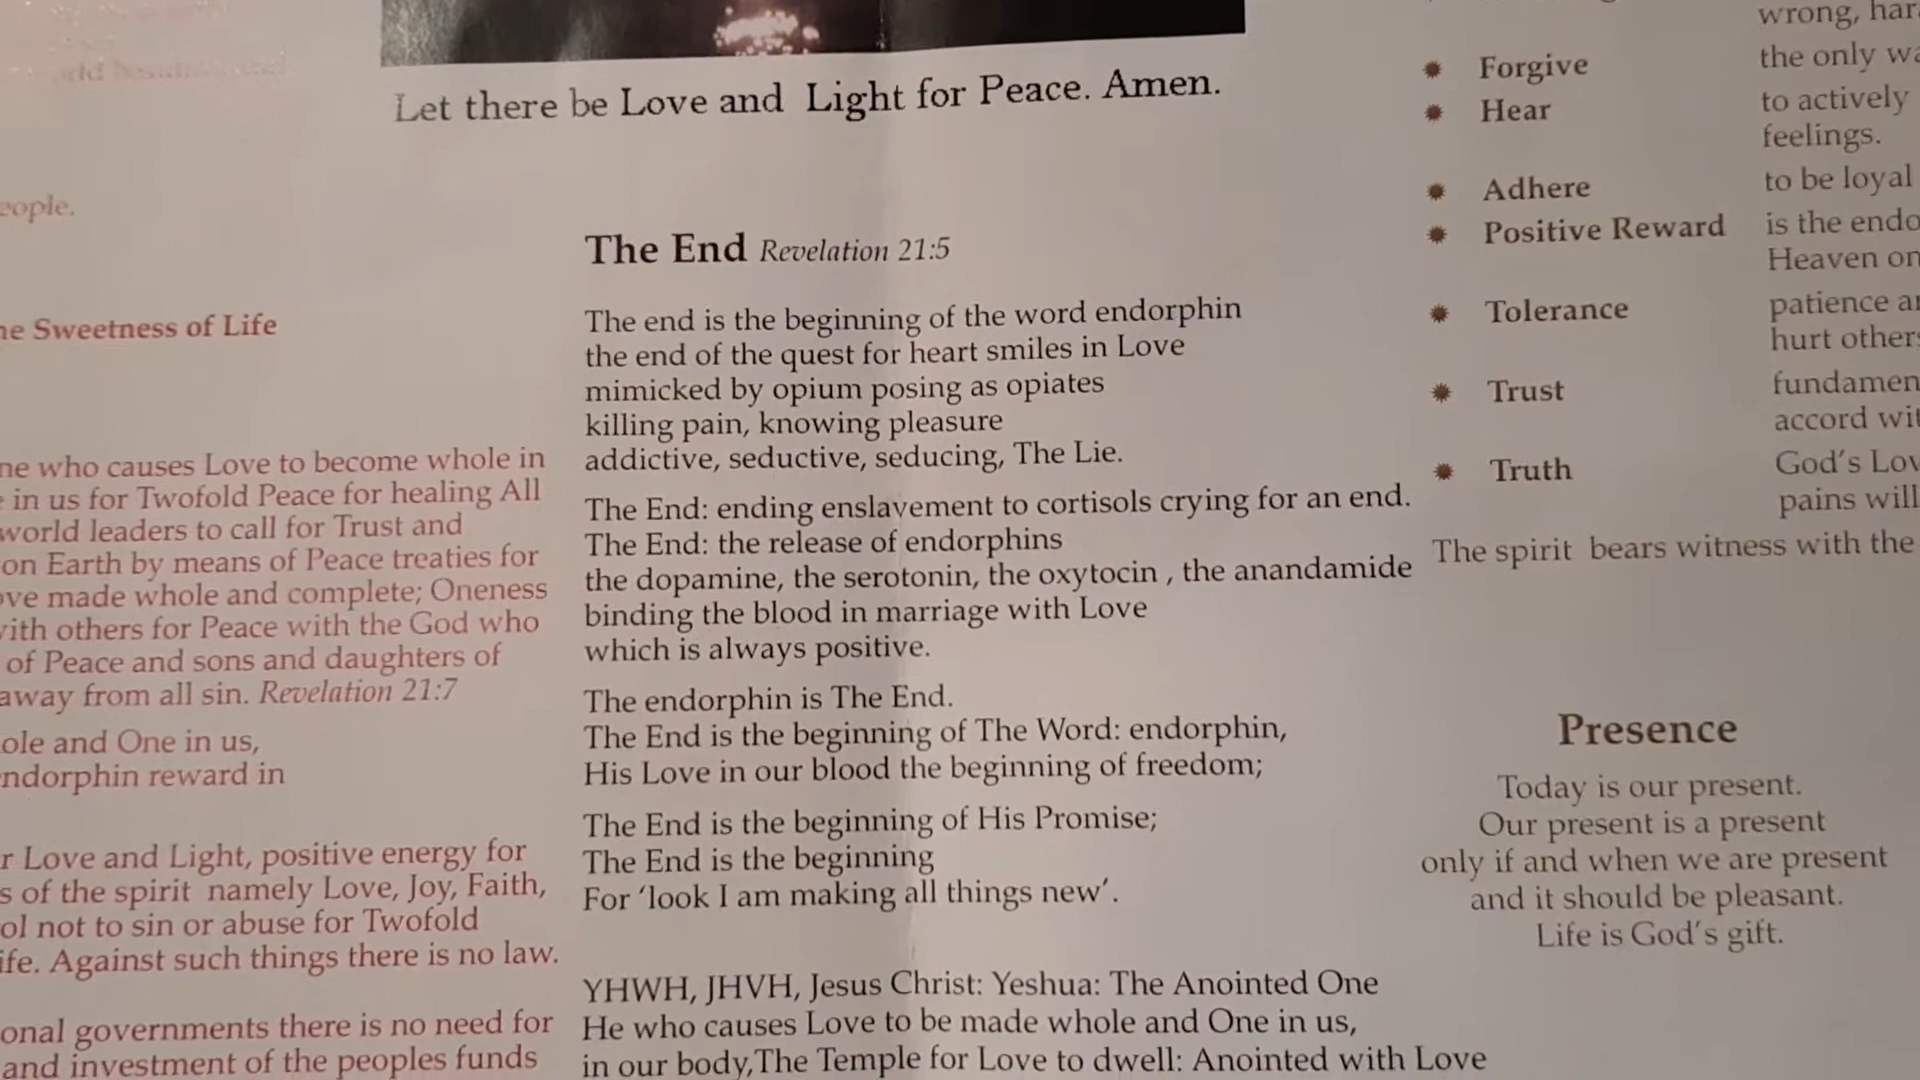 Let there be Love and Light for Peace. Amen.
eople.
Sweetness of Life
who causes Love to become whole in
in us for Twofold Peace for healing All
world leaders to call for Trust and
on Earth by means of Peace treaties for
made whole and complete; Oneness
with others for Peace with the God who
of Peace and sons and daughters of
away from all sin. Revelation 21:7
and One in us,
endorphin reward in
Love and Light, positive energy for
of the spirit namely Love, Joy, Faith,
not to sin or abuse for Twofold
Against such things there is no law.
governments there is no need for
and investment of the peoples funds
The End Revelation 21:5
The end is the beginning of the word endorphin
the end of the quest for heart smiles in Love
mimicked by opium posing as opiates
killing pain, knowing pleasure
addictive, seductive, seducing, The Lie.
The End: ending enslavement to cortisols crying for an end.
The End: the release of endorphins
the dopamine, the serotonin, the oxytocin , the anandamide
binding the blood in marriage with Love
which is always positive.
The endorphin is The End.
The End is the beginning of The Word: endorphin,
His Love in our blood the beginning of freedom;
The End is the beginning of His Promise;
The End is the beginning
For ‘look I am making all things new’.
YHWH, JHVH, Jesus Christ: Yeshua: The Anointed One
He who causes Love to be made whole and One in us,
in our body,The Temple for Love to dwell: Anointed with Love
wrong,
Forgive the only
Hear to actively
feelings.
Adhere to be loyal
Positive Reward is the
Heaven
Tolerance patience
hurt
Trust
accord
Truth God's
pains will
The spirit bears witness with the
Presence
Today is our present.
Our present is a present
only if and when we are present
and it should be pleasant.
Life is God's gift.